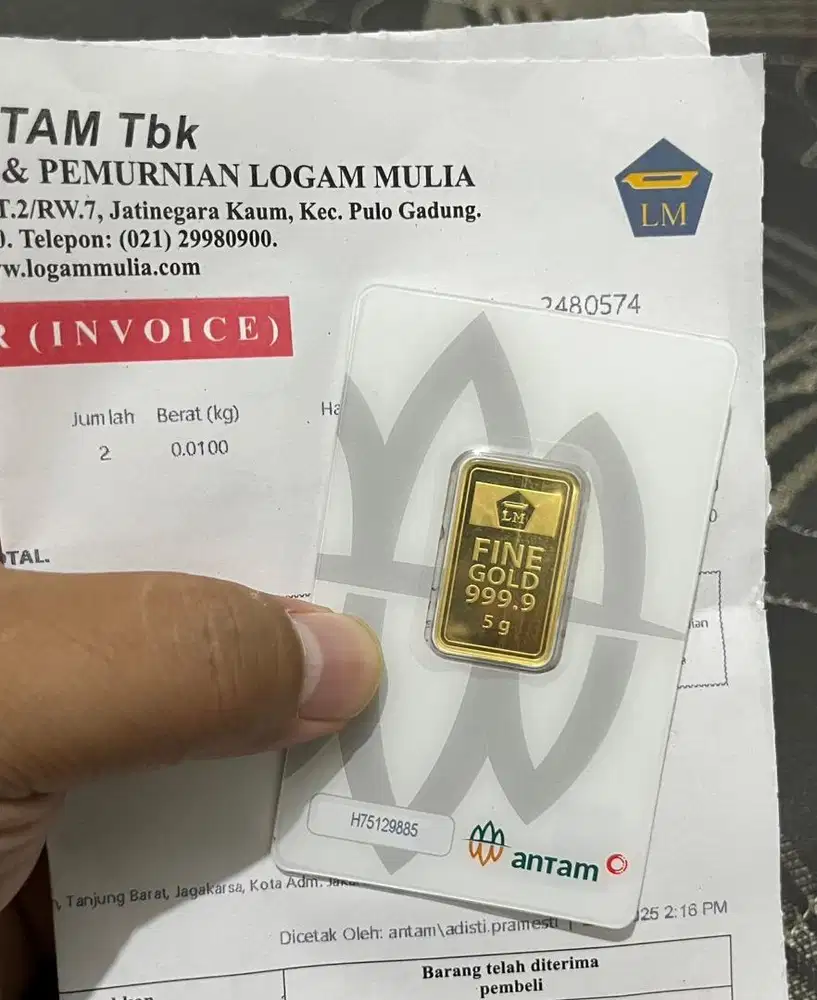 TAM Tbk
& PEMURNIAN LOGAM MULIA
T.2/RW.7, Jatinegara Kaum, Kec. Pulo Gadung.
). Telepon: (021) 29980900.
w.logammulia.com
LM
R (INVOICE)
2480574
Jumlah Berat (kg) Ha
2 0.0100
0
TAL.
LM
FINE
GOLD
999.9
5 g
H75129885
antam
, Tanjung Barat, Jagakarsa, Kota Adm.
Dicetak Oleh: antam\adisti.pramesti | 25 2:16 PM
Barang telah diterima
pembeli